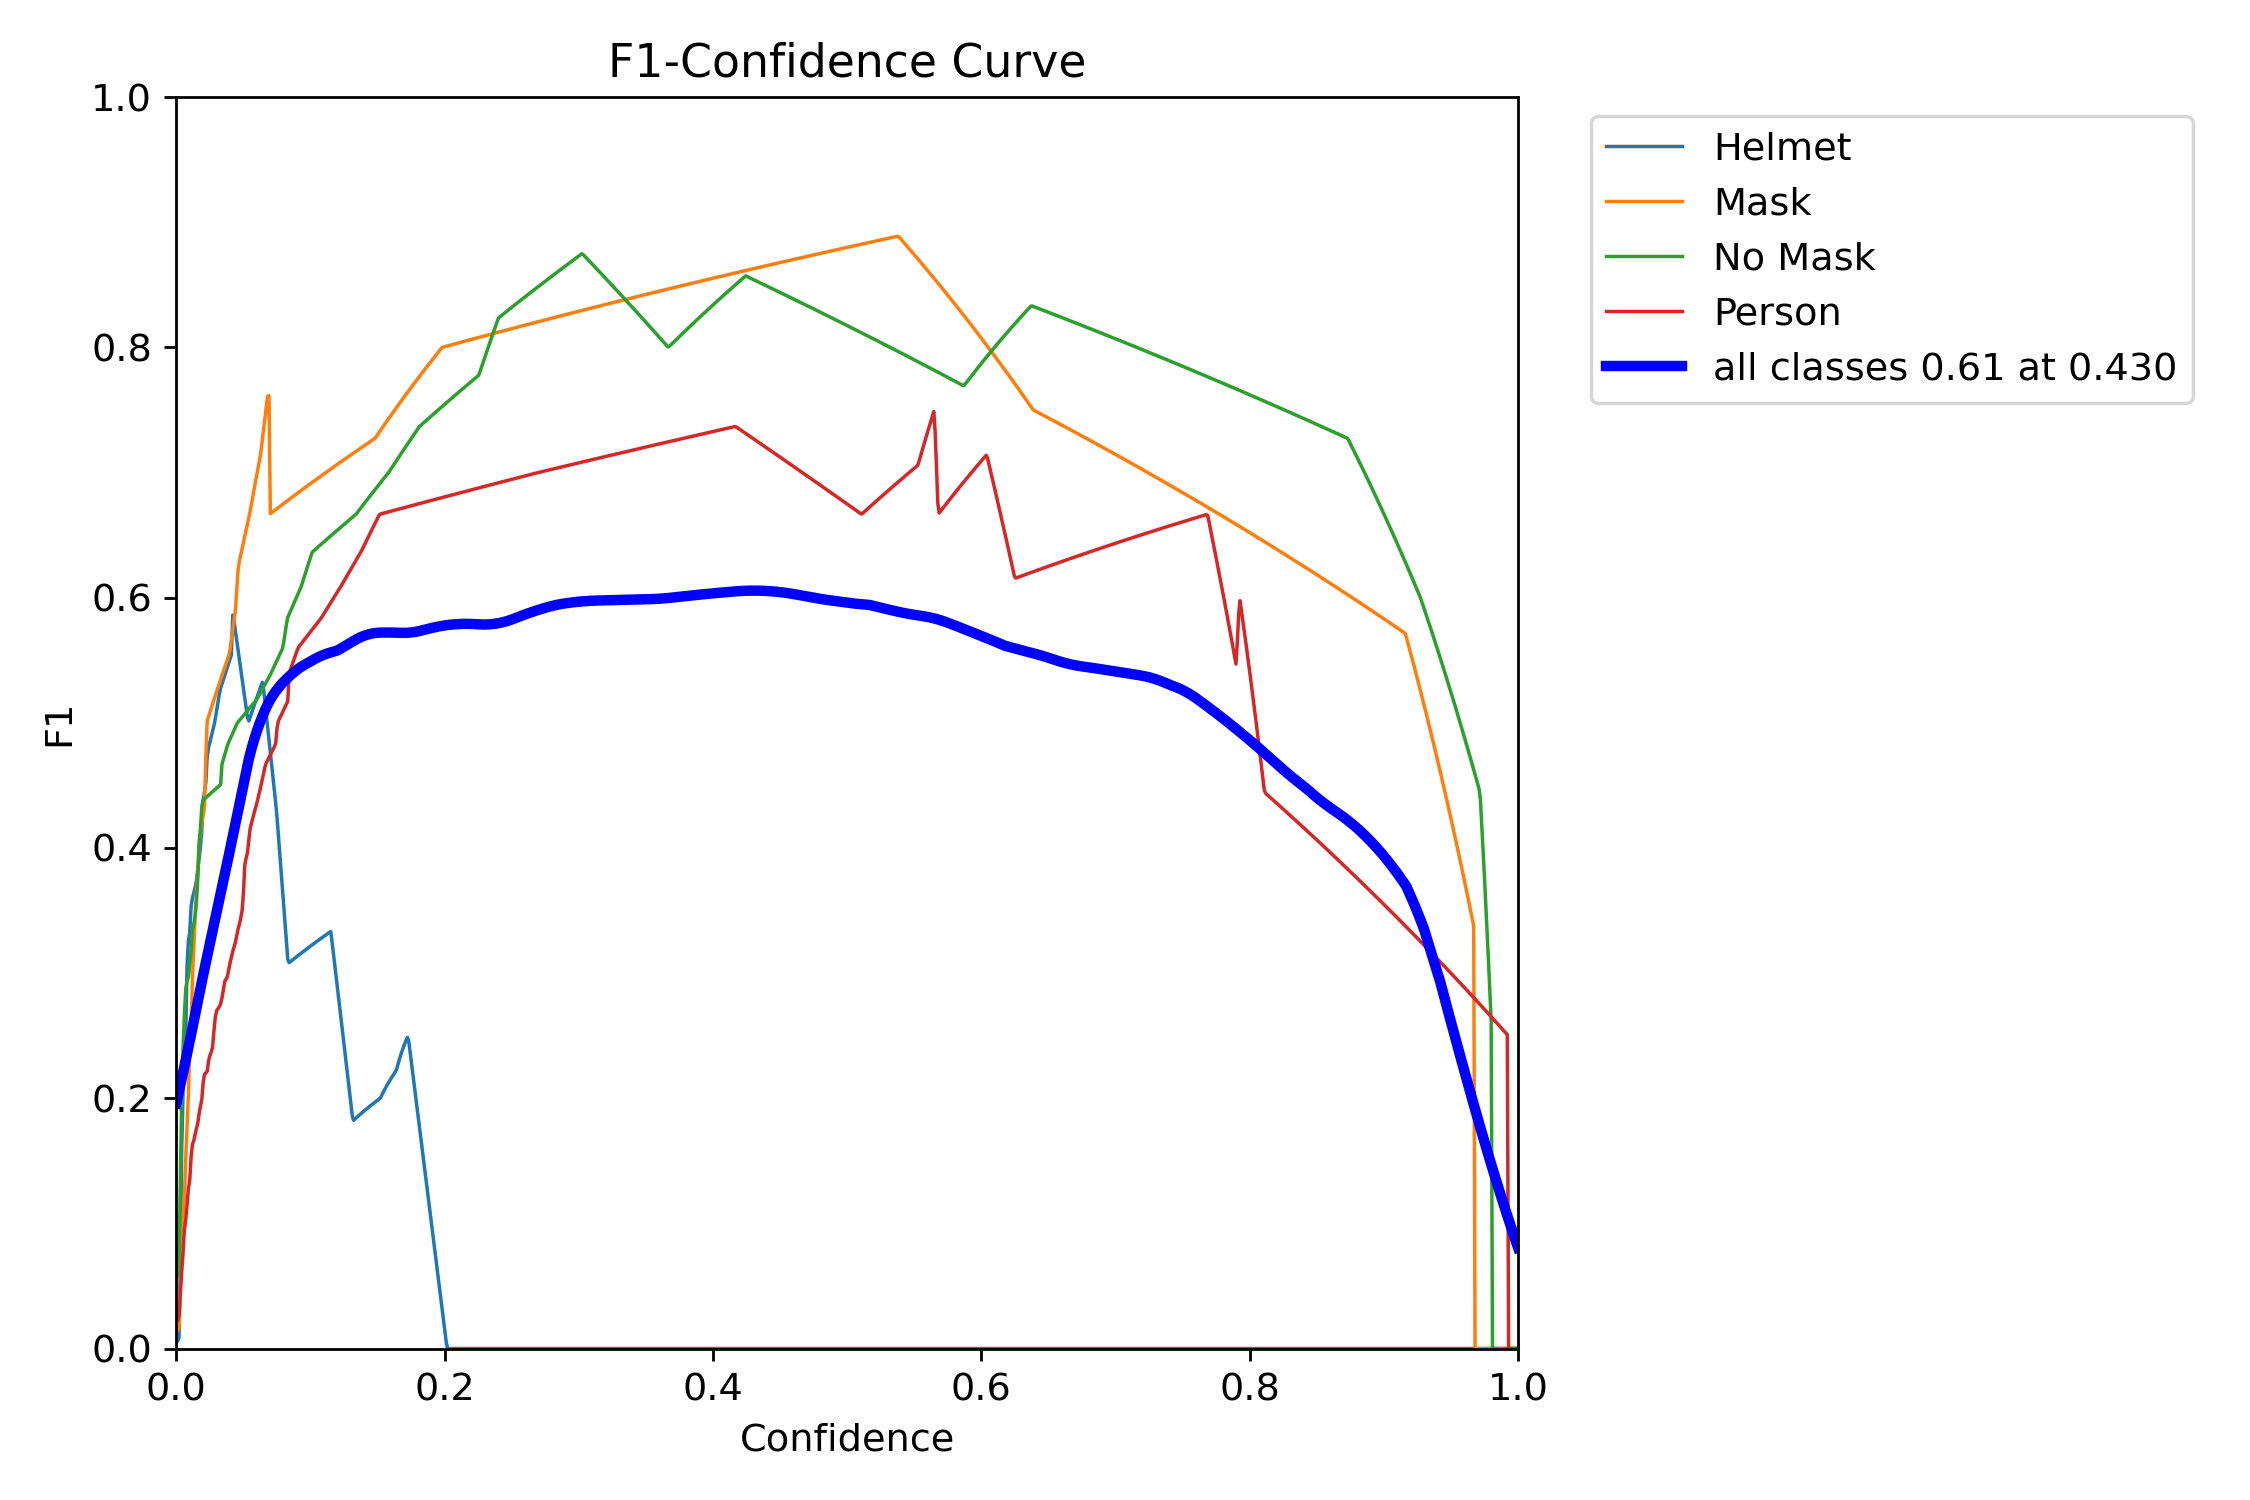 F1-Confidence Curve
1.0
0.8
0.6
0.4
0.2
0.0
F1
0.0 0.2 0.4 0.6 0.8 1.0
Confidence
Helmet
Mask
No Mask
Person
all classes 0.61 at 0.430